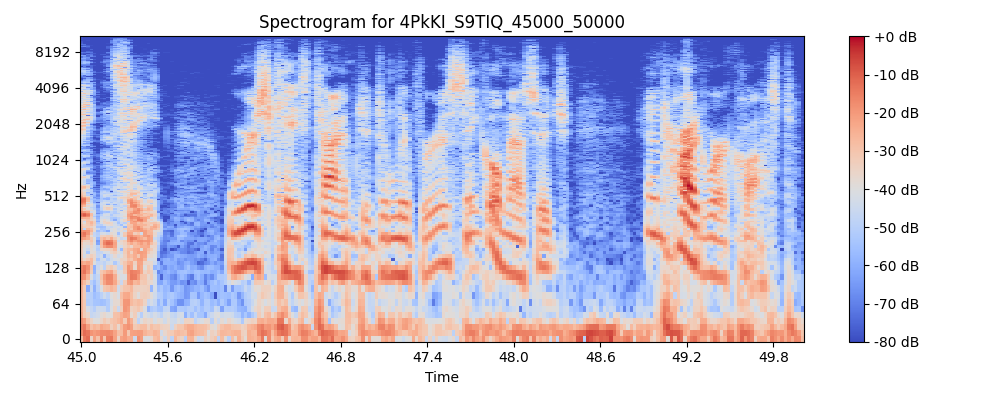 Spectrogram for 4PkKI_S9TIQ_45000_50000
8192
4096
2048
1024
512
256
128
64
0
Hz
45.0 45.6 46.2 46.8 47.4 48.0 48.6 49.2 49.8
Time
+0 dB
-10 dB
-20 dB
-30 dB
-40 dB
-50 dB
-60 dB
-70 dB
-80 dB